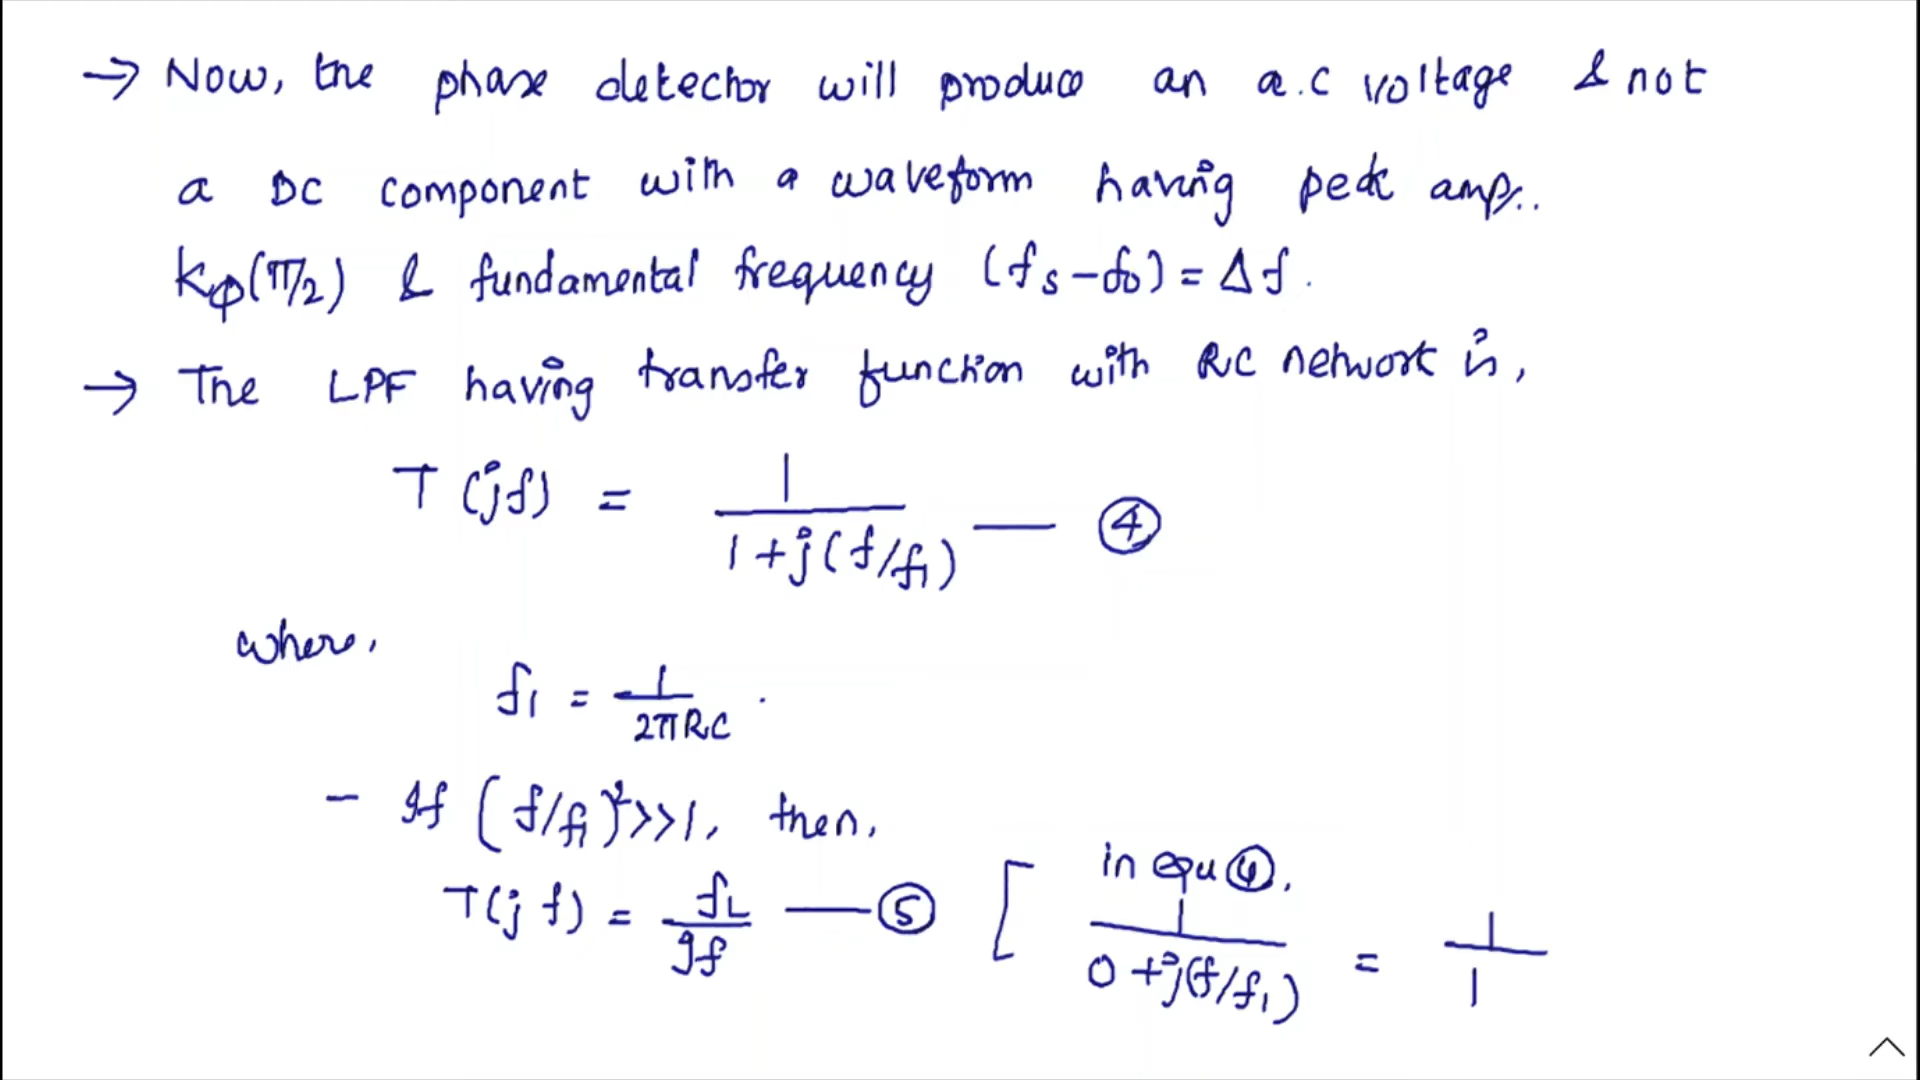 → Now, the phase detector will produce an a.c voltage & not
a DC component with a waveform having peak amp..
kφ(π/2) & fundamental frequency (fs-f0) = Δf.
→ The LPF having transfer function with RC network is,
T(jf) = 1/(1+j(f/f1)) — ④
where,
f1 = 1/(2πRC) .
- If (f/f1)²>>1, then,
T(jf) = f1/jf — ⑤ [ in equ ④, 1/(0+j(f/f1)) = 1/1